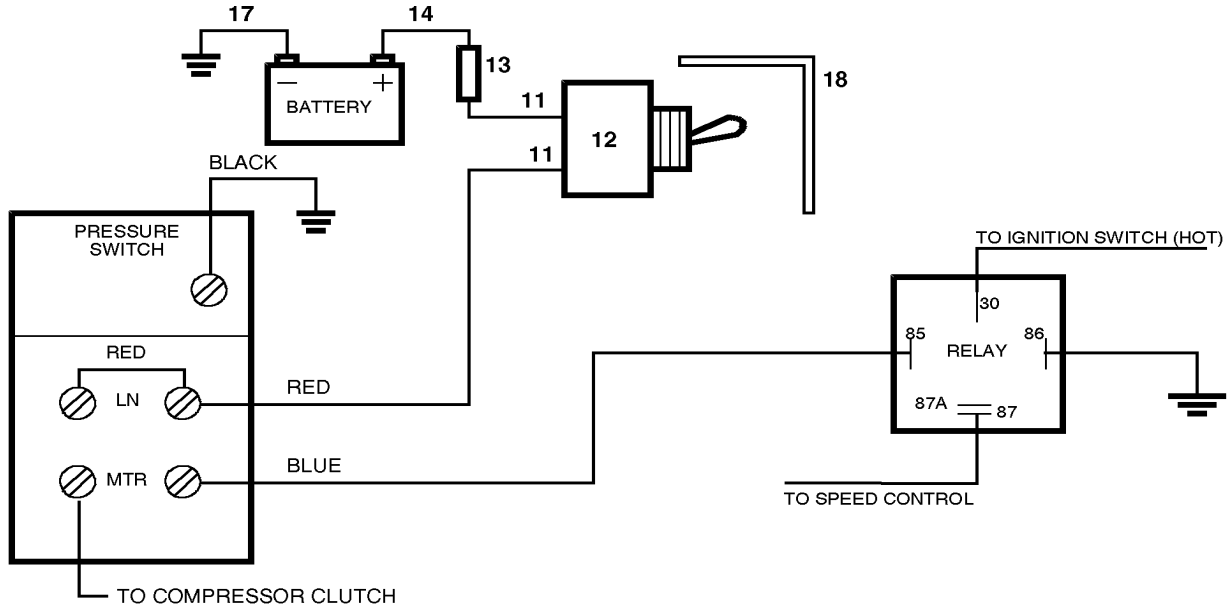 17
14
13
18
11
12
11
— +
BATTERY
BLACK
PRESSURE
SWITCH
TO IGNITION SWITCH (HOT)
30
85
86
RELAY
RED
LN
RED
87A
87
BLUE
MTR
TO SPEED CONTROL
TO COMPRESSOR CLUTCH